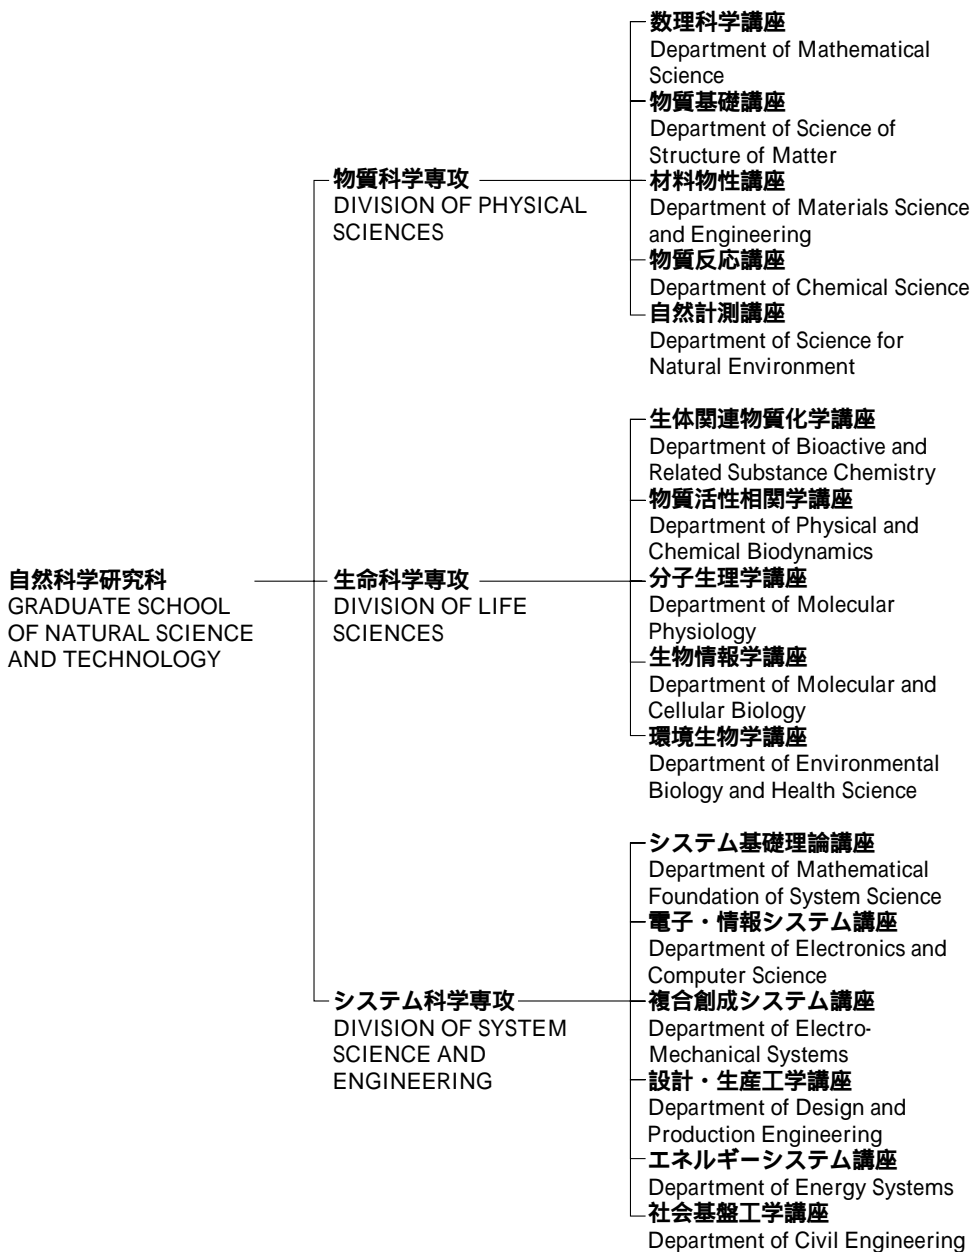 自然科学研究科
GRADUATE SCHOOL
OF NATURAL SCIENCE
AND TECHNOLOGY
物質科学専攻
DIVISION OF PHYSICAL
SCIENCES
数理科学講座
Department of Mathematical
Science
物質基礎講座
Department of Science of
Structure of Matter
材料物性講座
Department of Materials Science
and Engineering
物質反応講座
Department of Chemical Science
自然計測講座
Department of Science for
Natural Environment
生命科学専攻
DIVISION OF LIFE
SCIENCES
生体関連物質化学講座
Department of Bioactive and
Related Substance Chemistry
物質活性相関学講座
Department of Physical and
Chemical Biodynamics
分子生理学講座
Department of Molecular
Physiology
生物情報学講座
Department of Molecular and
Cellular Biology
環境生物学講座
Department of Environmental
Biology and Health Science
システム科学専攻
DIVISION OF SYSTEM
SCIENCE AND
ENGINEERING
システム基礎理論講座
Department of Mathematical
Foundation of System Science
電子・情報システム講座
Department of Electronics and
Computer Science
複合創成システム講座
Department of Electro-
Mechanical Systems
設計・生産工学講座
Department of Design and
Production Engineering
エネルギーシステム講座
Department of Energy Systems
社会基盤工学講座
Department of Civil Engineering